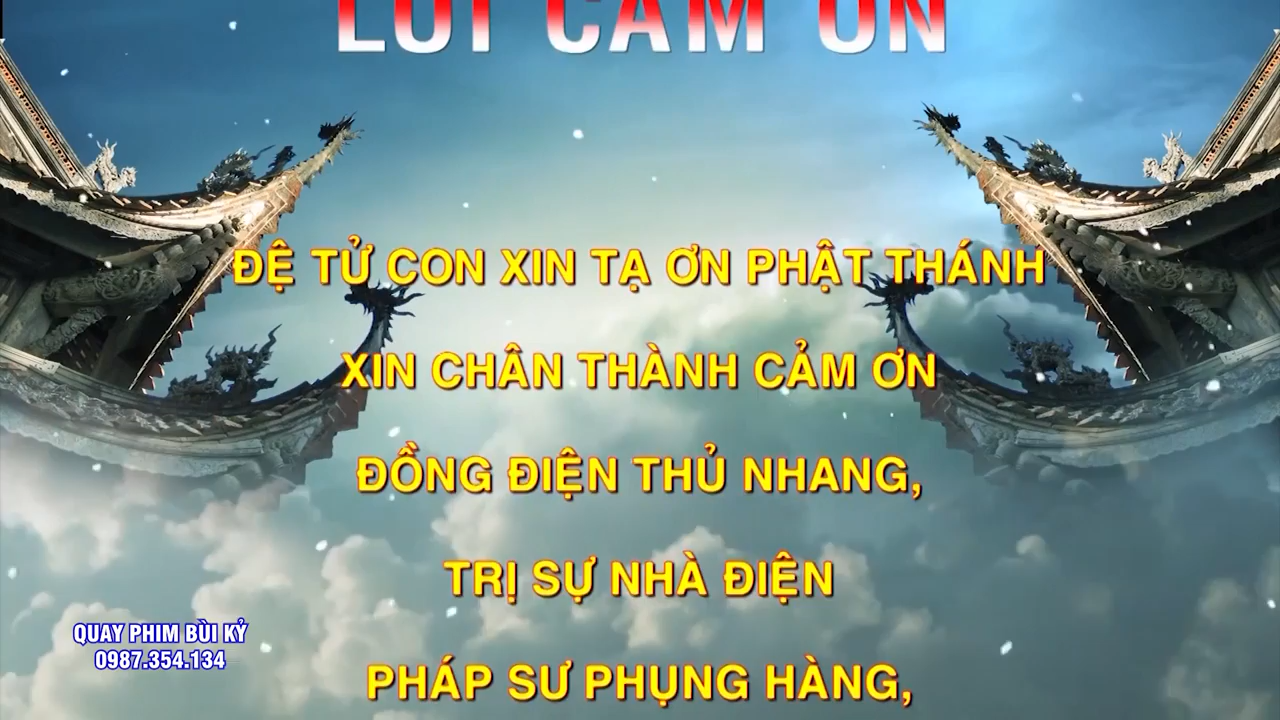 LỜI CẢM ƠN
ĐỆ TỬ CON XIN TẠ ƠN PHẬT THÁNH
XIN CHÂN THÀNH CẢM ƠN
ĐỒNG ĐIỆN THỦ NHANG,
TRỊ SỰ NHÀ ĐIỆN
PHÁP SƯ PHỤNG HÀNG,
QUAY PHIM BÙI KỶ
0987.354.134